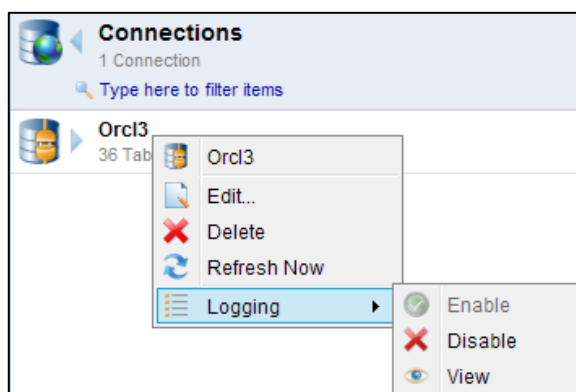 Connections
1 Connection
Type here to filter items
Orcl3
36 Tab
Orcl3
Edit...
Delete
Refresh Now
Logging
Enable
Disable
View